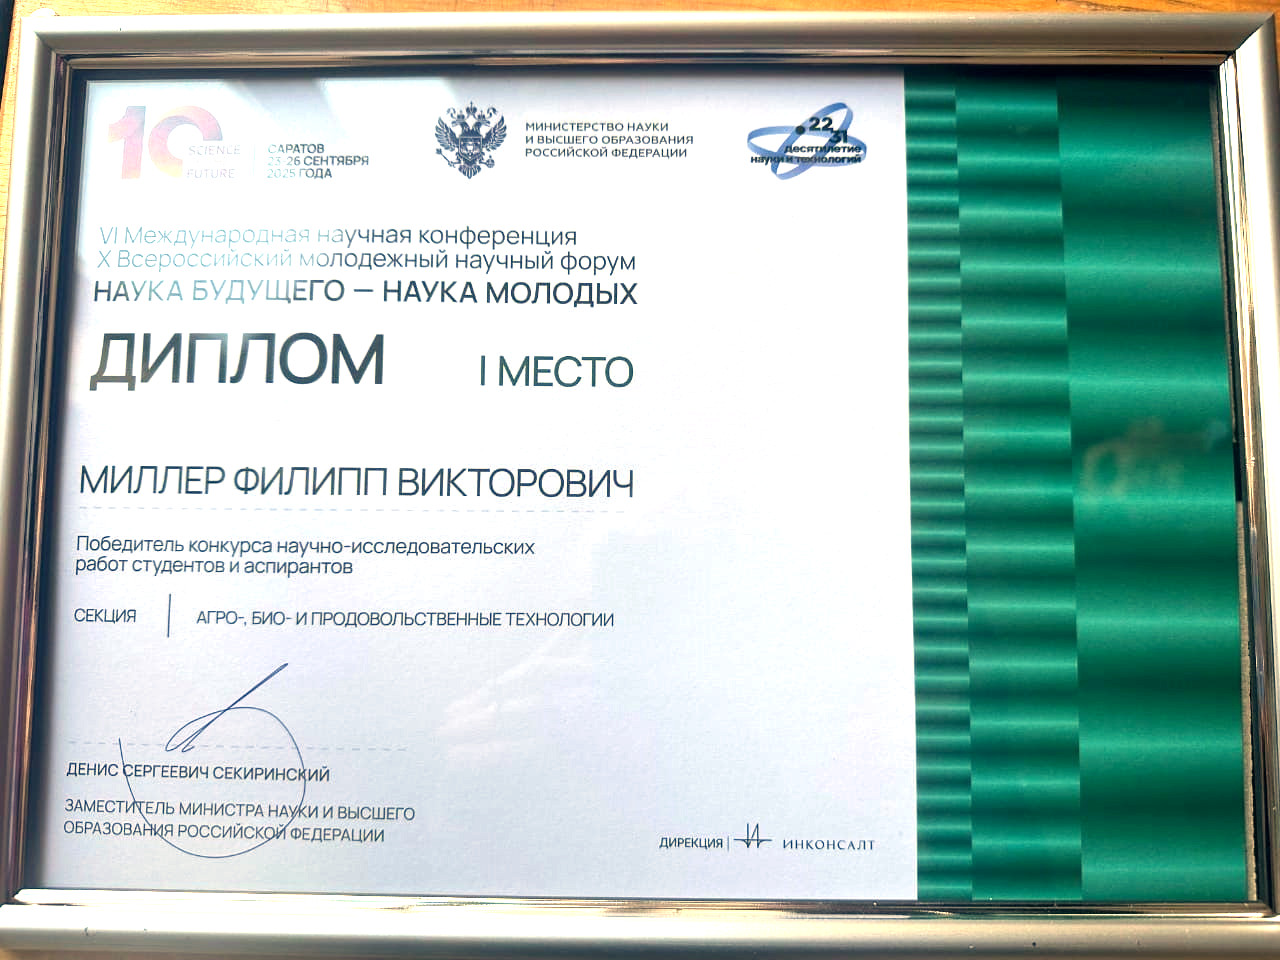 10
SCIENCE
FUTURE
САРАТОВ
23-26 СЕНТЯБРЯ
2025 ГОДА
МИНИСТЕРСТВО НАУКИ
И ВЫСШЕГО ОБРАЗОВАНИЯ
РОССИЙСКОЙ ФЕДЕРАЦИИ
22
31
десятилетие
науки и технологий
VI Международная научная конференция
X Всероссийский молодежный научный форум
НАУКА БУДУЩЕГО — НАУКА МОЛОДЫХ
ДИПЛОМ I МЕСТО
МИЛЛЕР ФИЛИПП ВИКТОРОВИЧ
Победитель конкурса научно-исследовательских
работ студентов и аспирантов
СЕКЦИЯ | АГРО-, БИО- И ПРОДОВОЛЬСТВЕННЫЕ ТЕХНОЛОГИИ
ДЕНИС СЕРГЕЕВИЧ СЕКИРИНСКИЙ
ЗАМЕСТИТЕЛЬ МИНИСТРА НАУКИ И ВЫСШЕГО
ОБРАЗОВАНИЯ РОССИЙСКОЙ ФЕДЕРАЦИИ
ДИРЕКЦИЯ | ИНКОНСАЛТ